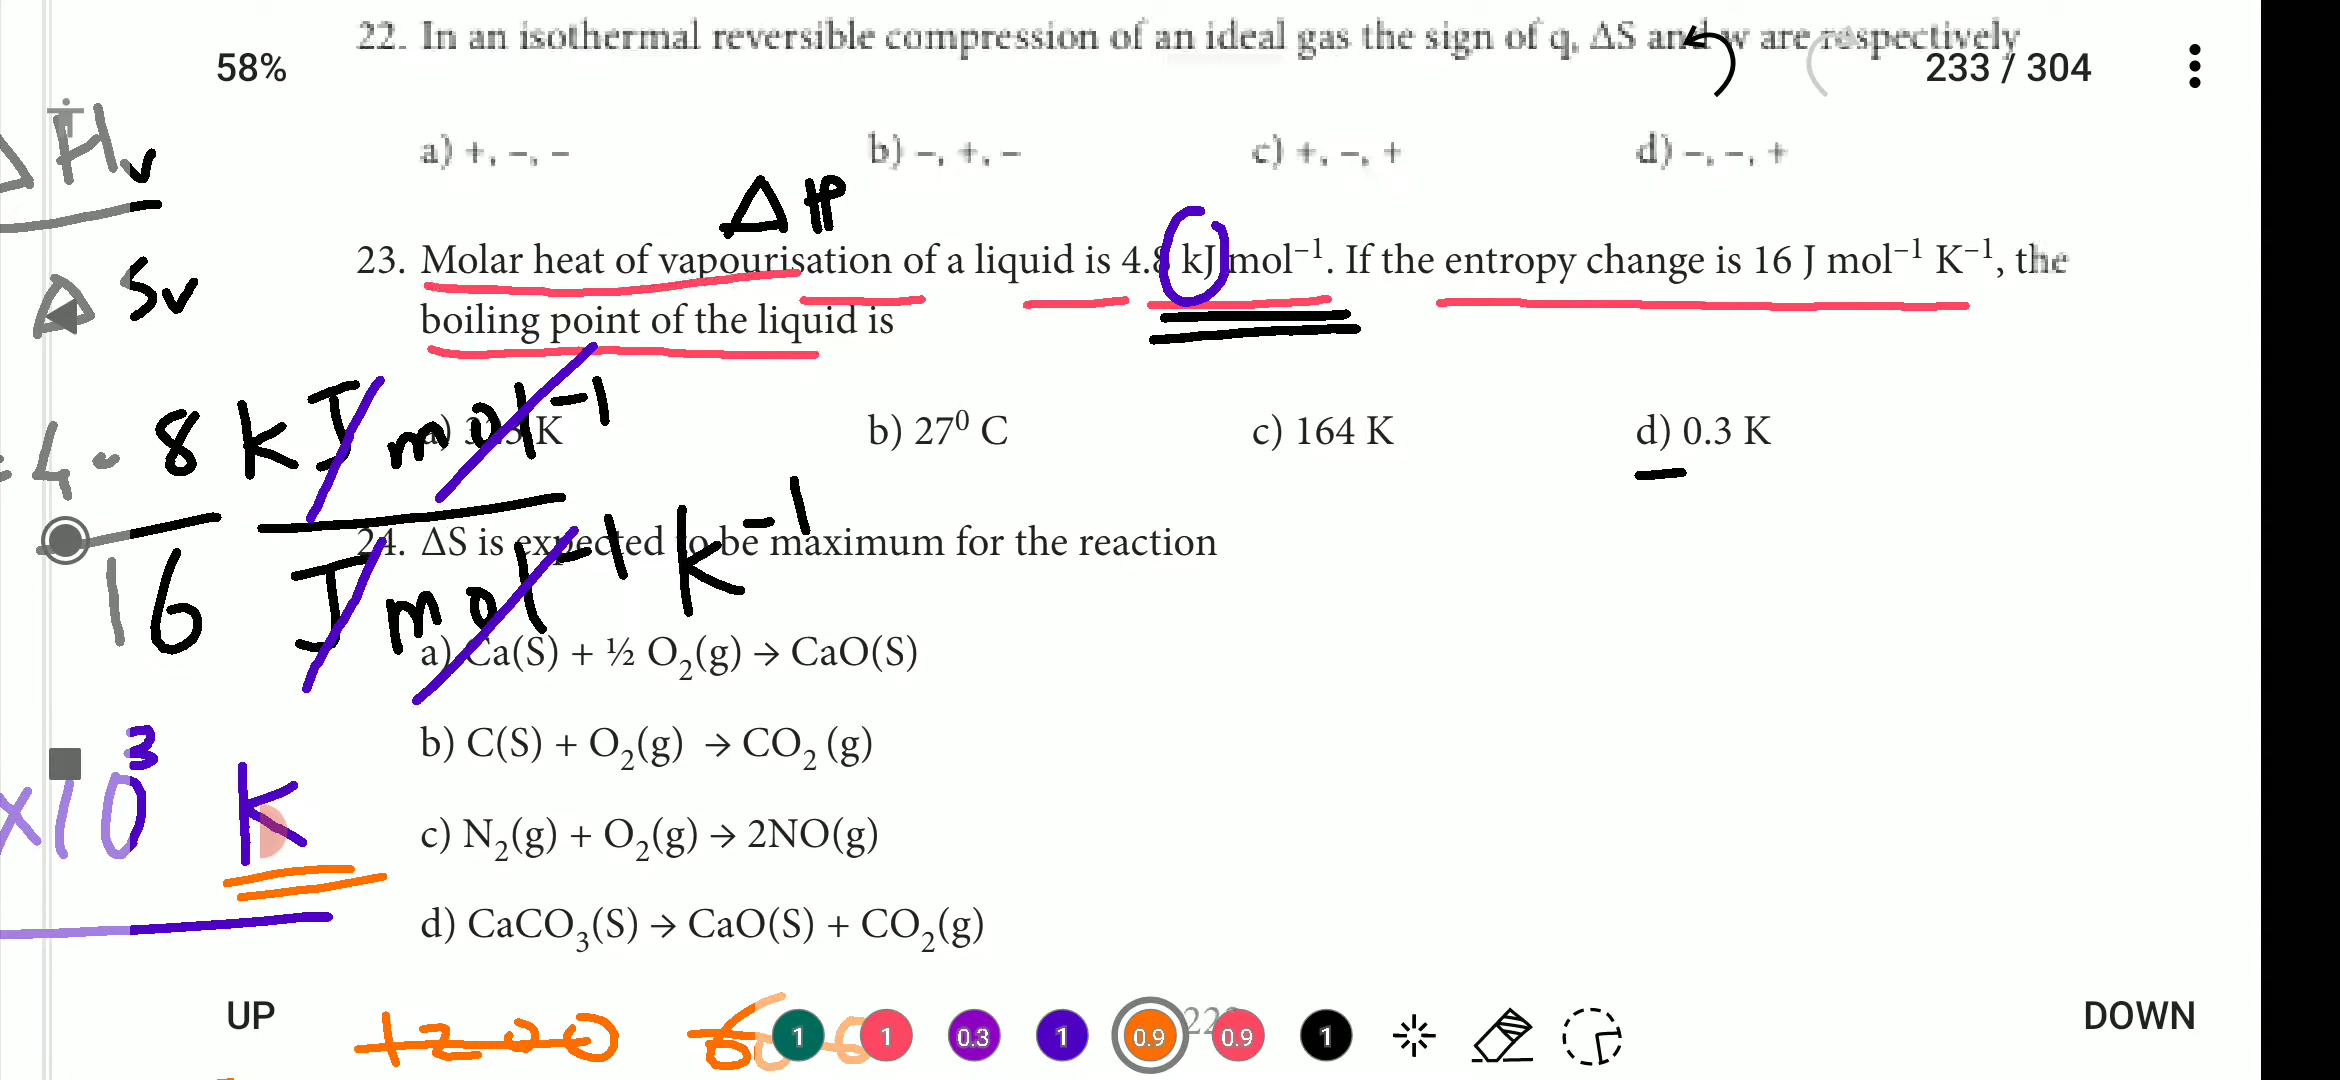 22. In an isothermal reversible compression of an ideal gas the sign of q, ΔS and w are respectively
58%
233 / 304
a) +, –, –  b) –, +, –  c) +, –, +  d) –, –, +
ΔHv
ΔSv
ΔH
23. Molar heat of vapourisation of a liquid is 4.8 kJ mol⁻¹. If the entropy change is 16 J mol⁻¹ K⁻¹, the
boiling point of the liquid is
a) K  b) 27⁰ C  c) 164 K  d) 0.3 K
= 4.8 kJ mol⁻¹
16 J mol⁻¹ k⁻¹
24. ΔS is expected to be maximum for the reaction
a) Ca(S) + ½ O₂(g) → CaO(S)
b) C(S) + O₂(g) → CO₂ (g)
×10³ K
c) N₂(g) + O₂(g) → 2NO(g)
d) CaCO₃(S) → CaO(S) + CO₂(g)
UP
1200
1
1
0.3
1
0.9
0.9
1
DOWN